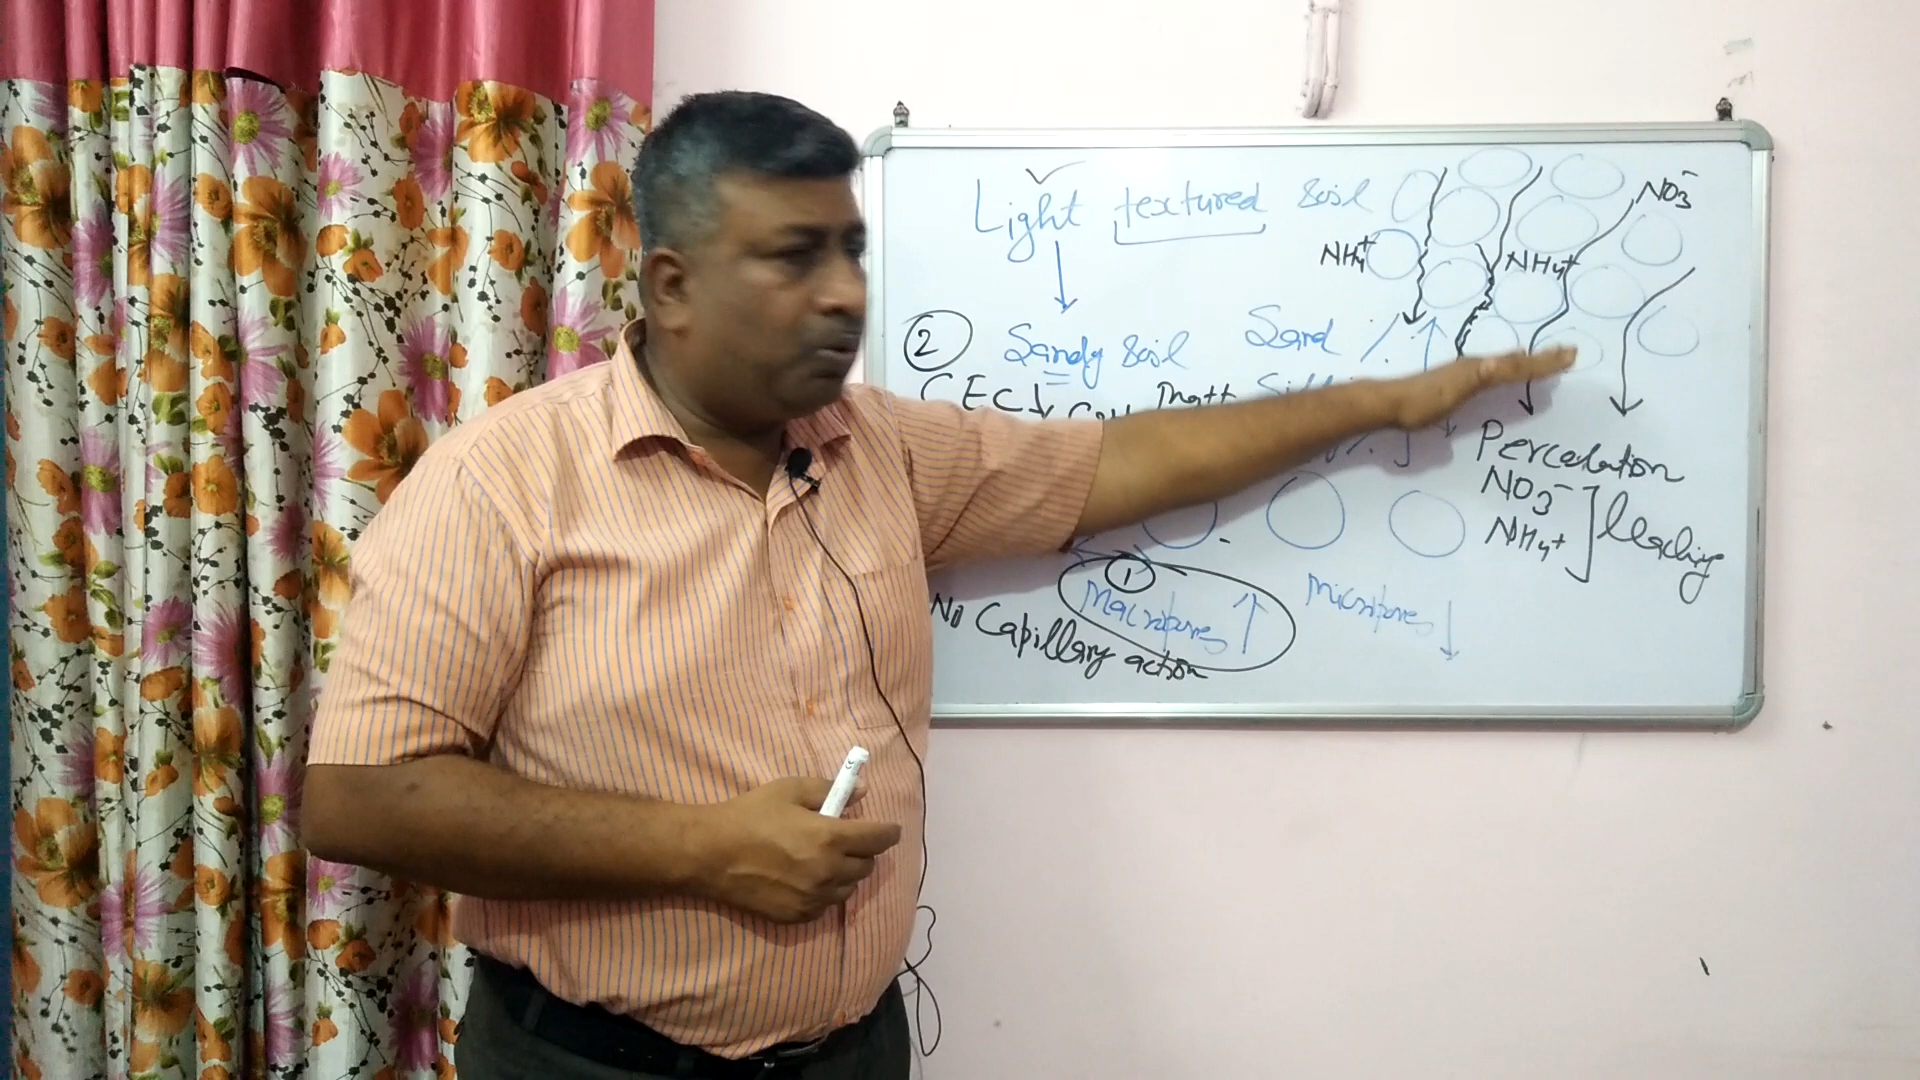 Light textured Soil
NO3-
NH4+
NH4+
2
Sandy Soil
Sand %. ↑
CEC↓
Percolation
NO3-
NH4+ ] leaching
1
Macropores ↑
Micropores ↓
No Capillary action